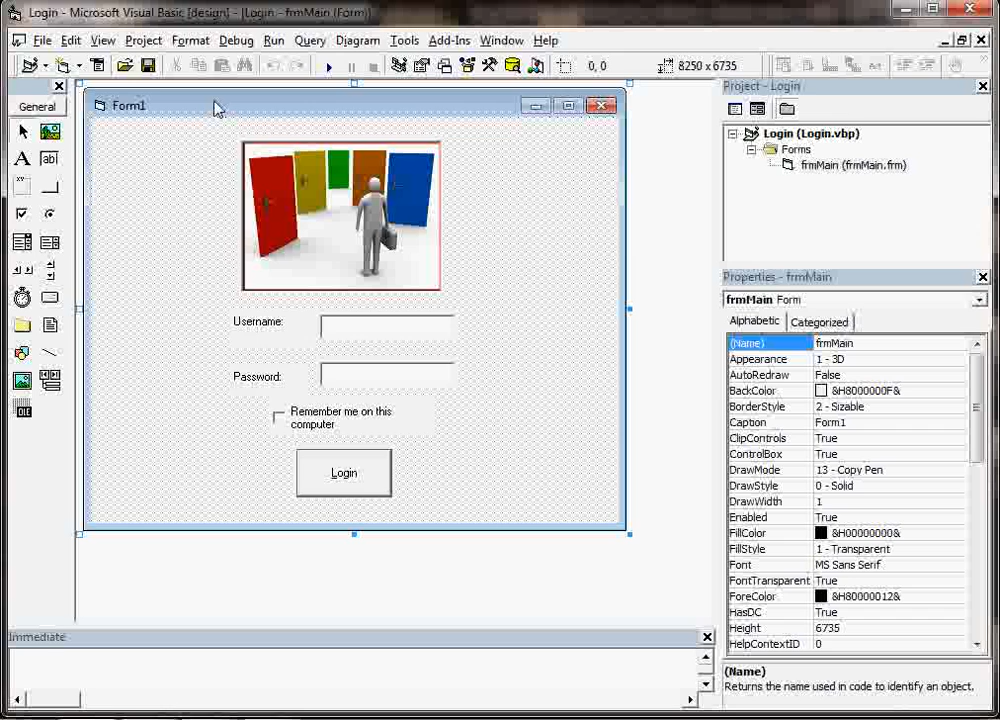 Login - Microsoft Visual Basic [design] - [Login - frmMain (Form)]
File Edit View Project Format Debug Run Query Diagram Tools Add-Ins Window Help
0, 0
8250 x 6735
General
A
abl
XY
OLE
Form1
Username:
Password:
Remember me on this
computer
Login
Immediate
Project - Login
Login (Login.vbp)
Forms
frmMain (frmMain.frm)
Properties - frmMain
frmMain Form
Alphabetic Categorized
(Name) frmMain
Appearance 1 - 3D
AutoRedraw False
BackColor &H8000000F&
BorderStyle 2 - Sizable
Caption Form1
ClipControls True
ControlBox True
DrawMode 13 - Copy Pen
DrawStyle 0 - Solid
DrawWidth 1
Enabled True
FillColor &H00000000&
FillStyle 1 - Transparent
Font MS Sans Serif
FontTransparent True
ForeColor &H80000012&
HasDC True
Height 6735
HelpContextID 0
(Name)
Returns the name used in code to identify an object.